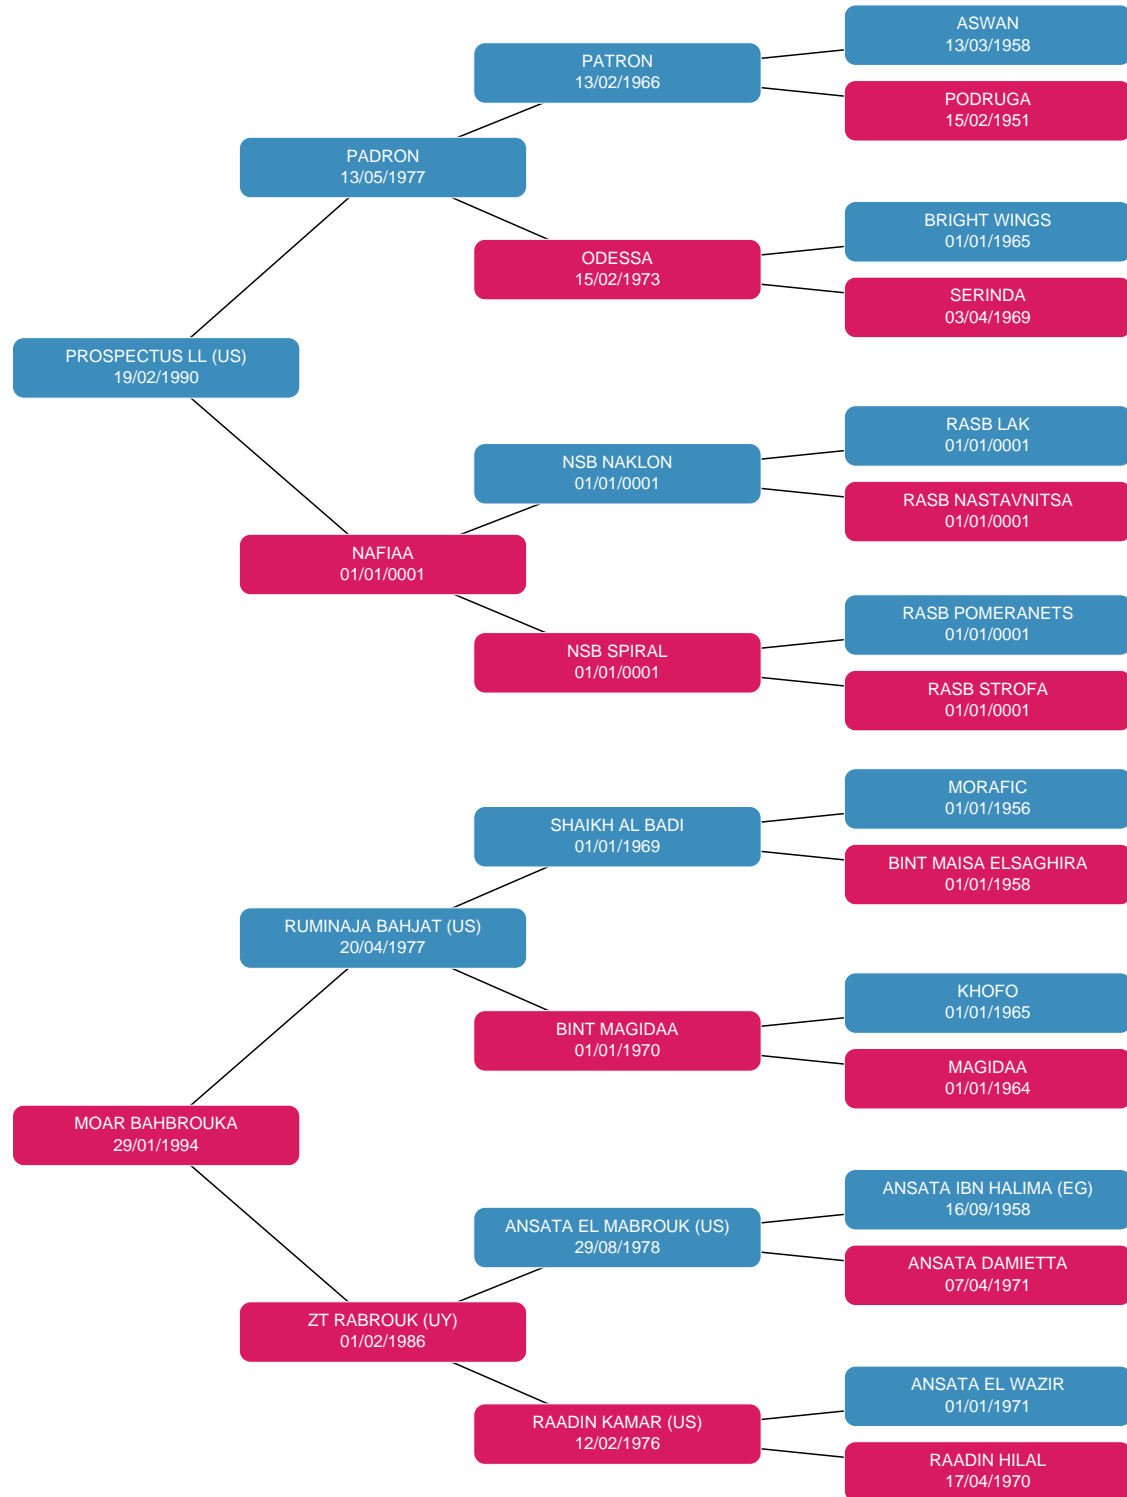 ASWAN
13/03/1958
PATRON
13/02/1966
PODRUGA
15/02/1951
PADRON
13/05/1977
BRIGHT WINGS
01/01/1965
ODESSA
15/02/1973
SERINDA
03/04/1969
PROSPECTUS LL (US)
19/02/1990
RASB LAK
01/01/0001
NSB NAKLON
01/01/0001
RASB NASTAVNITSA
01/01/0001
NAFIAA
01/01/0001
RASB POMERANETS
01/01/0001
NSB SPIRAL
01/01/0001
RASB STROFA
01/01/0001
MORAFIC
01/01/1956
SHAIKH AL BADI
01/01/1969
BINT MAISA ELSAGHIRA
01/01/1958
RUMINAJA BAHJAT (US)
20/04/1977
KHOFO
01/01/1965
BINT MAGIDAA
01/01/1970
MAGIDAA
01/01/1964
MOAR BAHBROUKA
29/01/1994
ANSATA IBN HALIMA (EG)
16/09/1958
ANSATA EL MABROUK (US)
29/08/1978
ANSATA DAMIETTA
07/04/1971
ZT RABROUK (UY)
01/02/1986
ANSATA EL WAZIR
01/01/1971
RAADIN KAMAR (US)
12/02/1976
RAADIN HILAL
17/04/1970